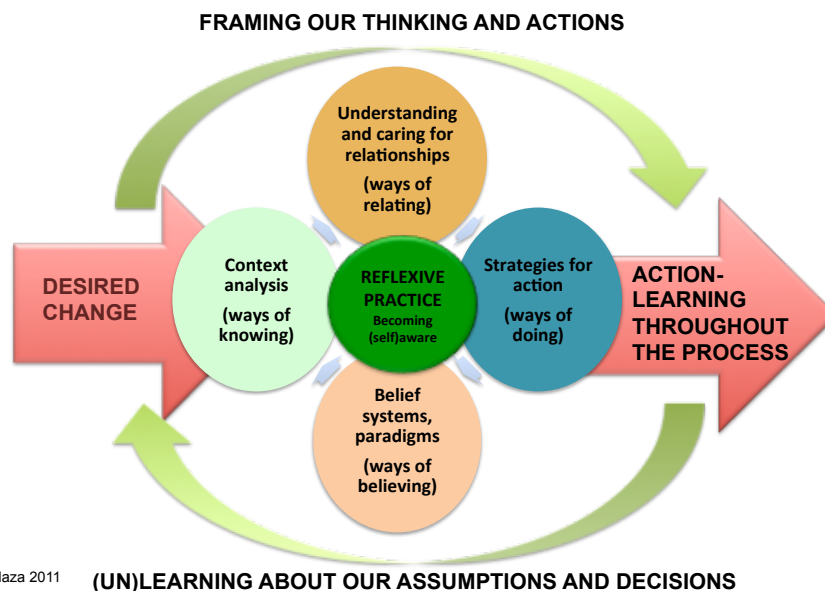 FRAMING OUR THINKING AND ACTIONS
Understanding
and caring for
relationships
(ways of
relating)
DESIRED
CHANGE
Context
analysis
(ways of
knowing)
REFLEXIVE
PRACTICE
Becoming
(self)aware
Strategies for
action
(ways of
doing)
ACTION-
LEARNING
THROUGHOUT
THE PROCESS
Belief
systems,
paradigms
(ways of
believing)
2011
(UN)LEARNING ABOUT OUR ASSUMPTIONS AND DECISIONS